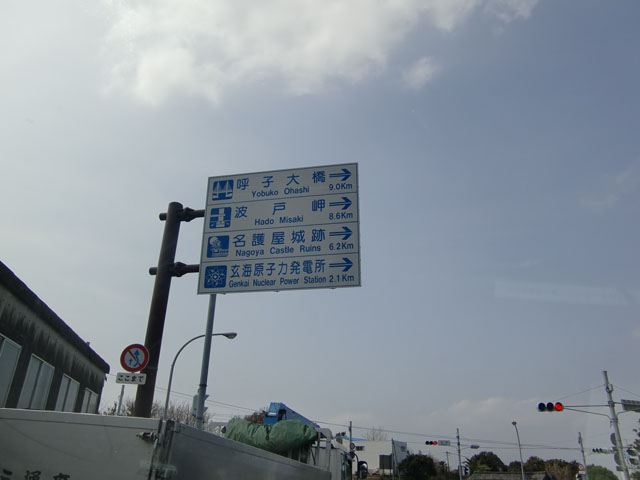 呼子大橋 →
Yobuko Ohashi 9.0Km
波戸岬 →
Hado Misaki 8.6Km
名護屋城跡 →
Nagoya Castle Ruins 6.2Km
玄海原子力発電所 →
Genkai Nuclear Power Station 2.1Km
ここまで